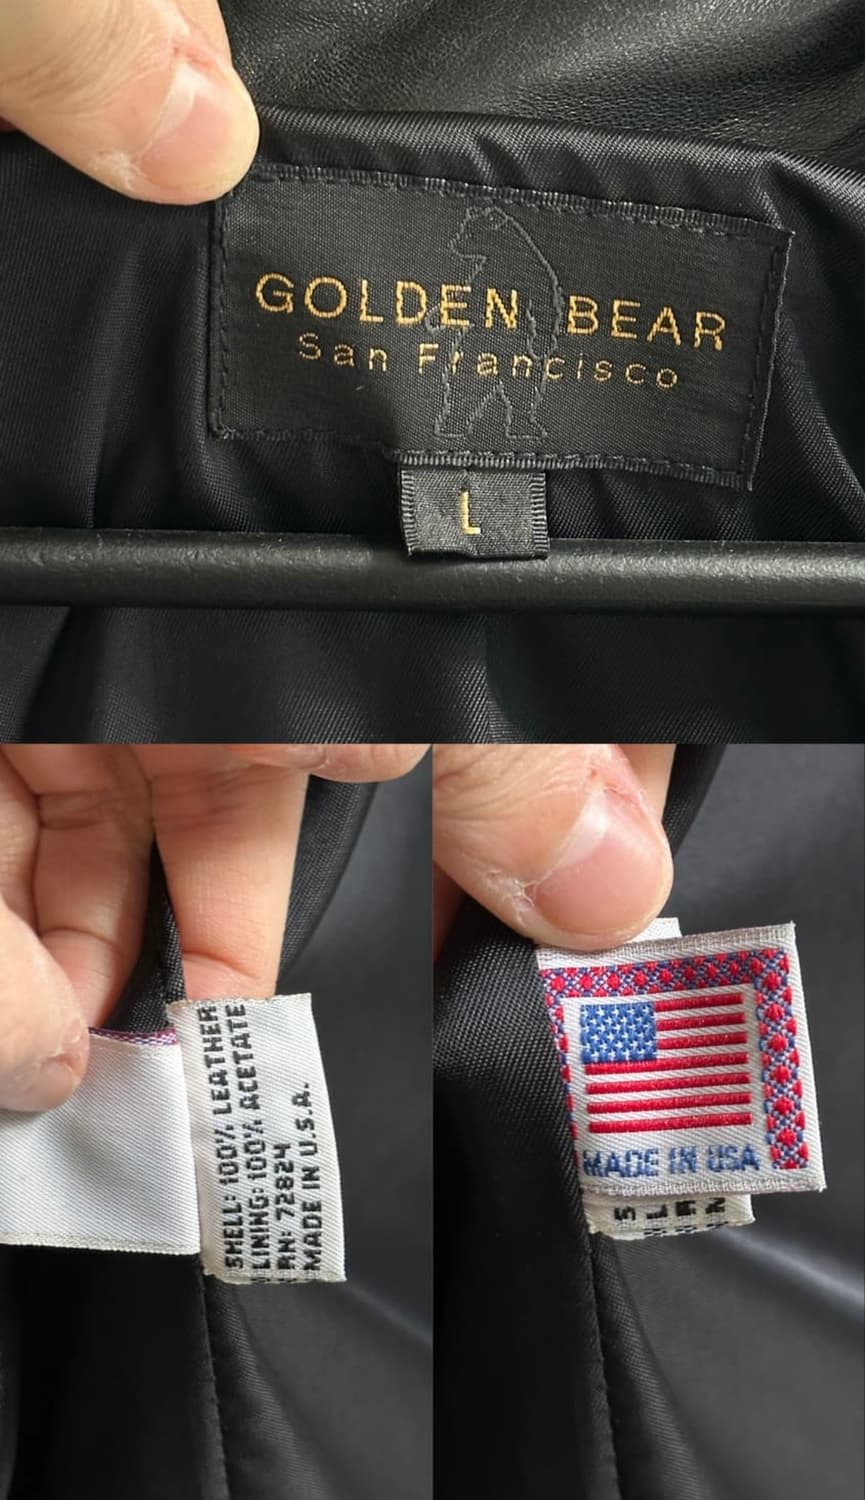 GOLDEN BEAR
San Francisco
L
SHELL: 100% LEATHER
LINING: 100% ACETATE
RN: 72824
MADE IN U.S.A.
MADE IN USA
S
L
R
N